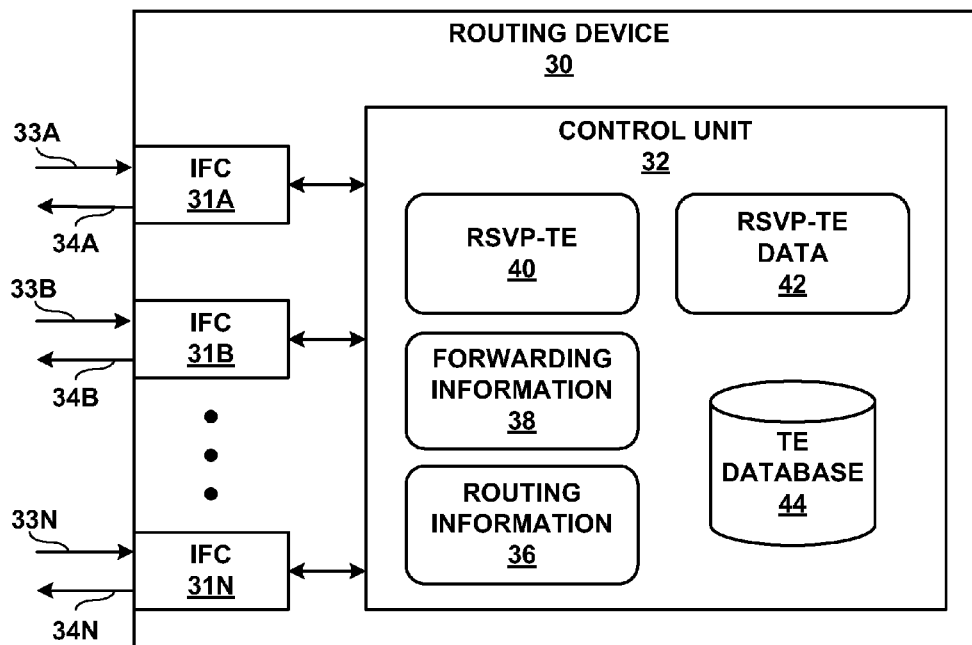 ROUTING DEVICE
30
CONTROL UNIT
32
33A
IFC
31A
34A
RSVP-TE
40
RSVP-TE
DATA
42
33B
IFC
31B
34B
FORWARDING
INFORMATION
38
TE
DATABASE
44
ROUTING
INFORMATION
36
33N
IFC
31N
34N